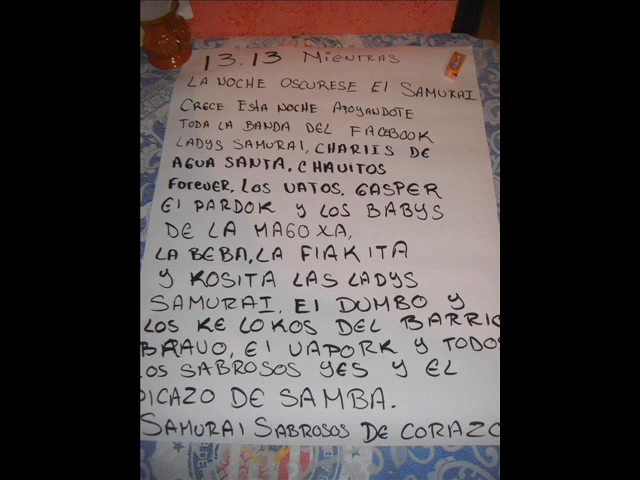 13.13 MIENTRAS
LA NOCHE OSCURESE El SAMURAI
CRECE ESTA NOCHE APOYANDOTE
TODA LA BANDA DEL FACEBOOK
LADYS SAMURAI, CHARLIS DE
AGUA SANTA, CHAVITOS
FOREVER, LOS VATOS. GASPER
El PARDOK Y LOS BABYS
DE LA MAGOXA,
LA BEBA, LA FIAKITA
Y ROSITA LAS LADYS
SAMURAI, El DUMBO Y
LOS KE LOKOS DEL BARRIO
BRAVO, El VAPORK Y TODOS
LOS SABROSOS YES Y EL
PICAZO DE SAMBA.
SAMURAI SABROSOS DE CORAZO